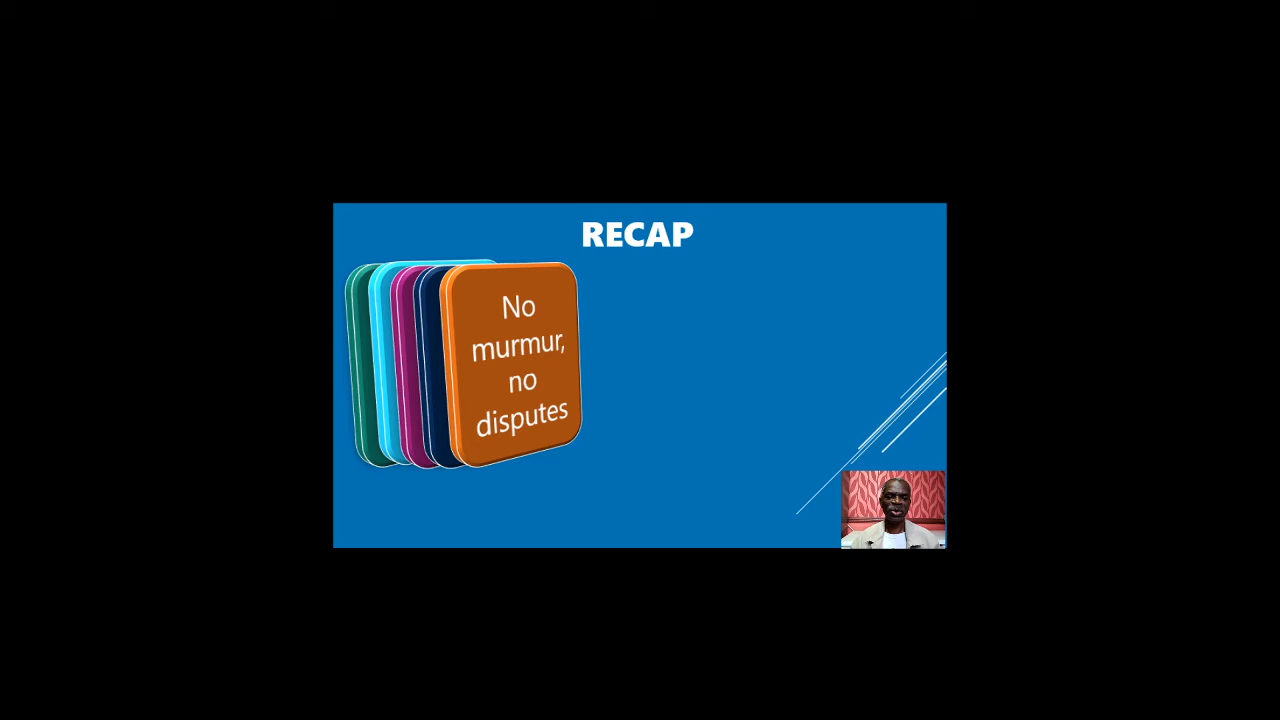 RECAP
No
murmur,
no
disputes